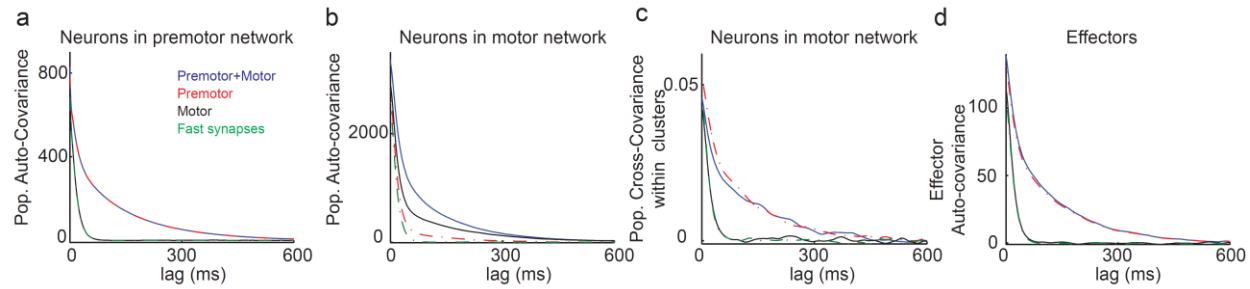 a
Neurons in premotor network
Pop. Auto-Covariance
800
400
0
Premotor+Motor
Premotor
Motor
Fast synapses
0
300
600
lag (ms)
b
Neurons in motor network
Pop. Auto-covariance
2000
0
0
300
600
lag (ms)
c
Neurons in motor network
Pop. Cross-Covariance
within clusters
0.05
0
0
300
600
lag (ms)
d
Effectors
Effector
Auto-covariance
100
50
0
0
300
600
lag (ms)